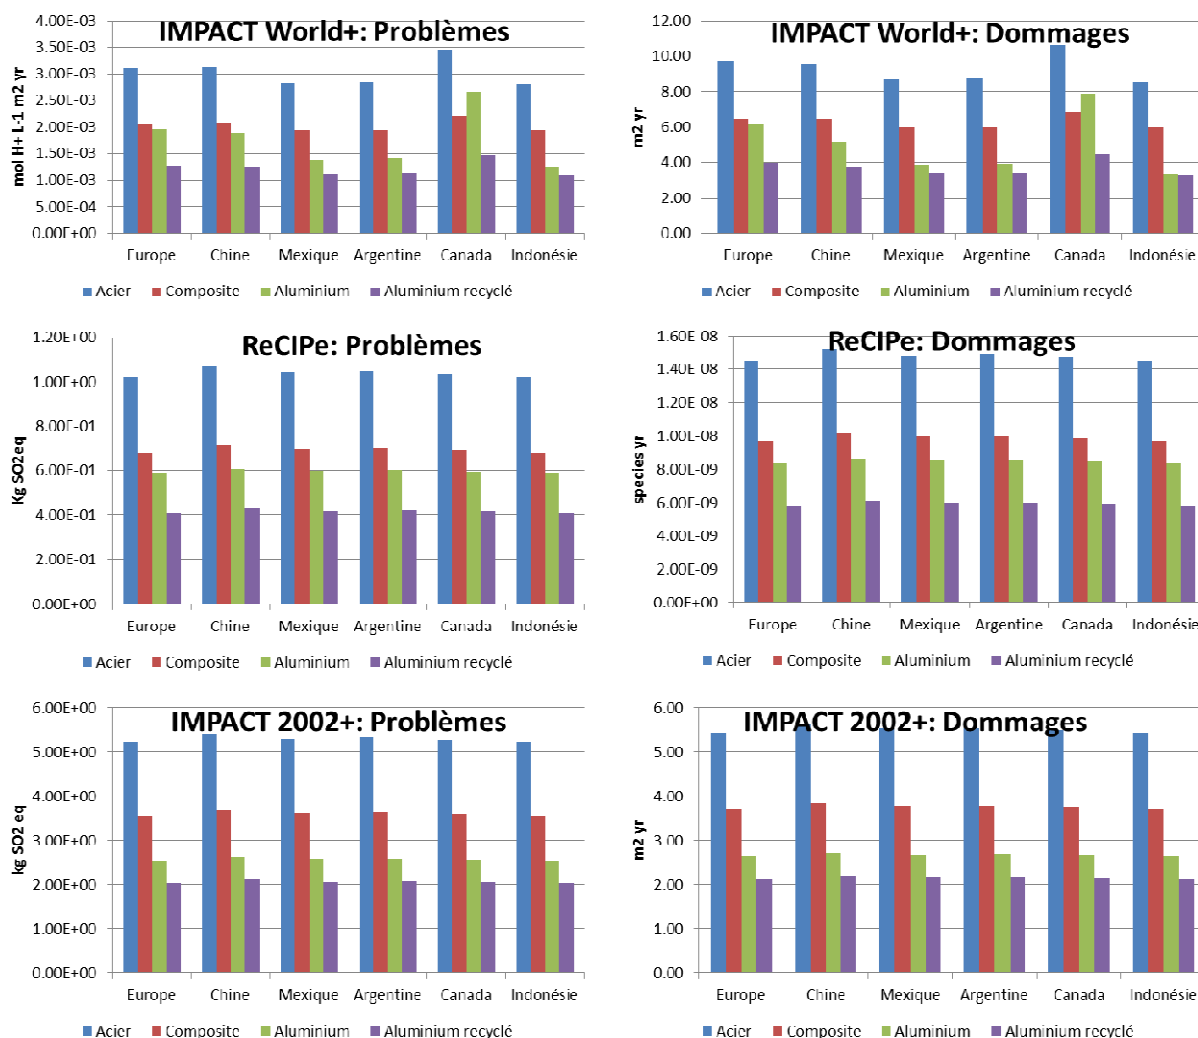 IMPACT World+: Problèmes
mol H+ L-1 m2 yr
4.00E-03
3.50E-03
3.00E-03
2.50E-03
2.00E-03
1.50E-03
1.00E-03
5.00E-04
0.00E+00
Europe Chine Mexique Argentine Canada Indonésie
Acier Composite Aluminium Aluminium recyclé
IMPACT World+: Dommages
m2 yr
12.00
10.00
8.00
6.00
4.00
2.00
0.00
Europe Chine Mexique Argentine Canada Indonésie
Acier Composite Aluminium Aluminium recyclé
ReCIPe: Problèmes
Kg SO2 eq
1.20E+00
1.00E+00
8.00E-01
6.00E-01
4.00E-01
2.00E-01
0.00E+00
Europe Chine Mexique Argentine Canada Indonésie
Acier Composite Aluminium Aluminium recyclé
ReCIPe: Dommages
species yr
1.60E-08
1.40E-08
1.20E-08
1.00E-08
8.00E-09
6.00E-09
4.00E-09
2.00E-09
0.00E+00
Europe Chine Mexique Argentine Canada Indonésie
Acier Composite Aluminium Aluminium recyclé
IMPACT 2002+: Problèmes
kg SO2 eq
6.00E+00
5.00E+00
4.00E+00
3.00E+00
2.00E+00
1.00E+00
0.00E+00
Europe Chine Mexique Argentine Canada Indonésie
Acier Composite Aluminium Aluminium recyclé
IMPACT 2002+: Dommages
m2 yr
6.00
5.00
4.00
3.00
2.00
1.00
0.00
Europe Chine Mexique Argentine Canada Indonésie
Acier Composite Aluminium Aluminium recyclé